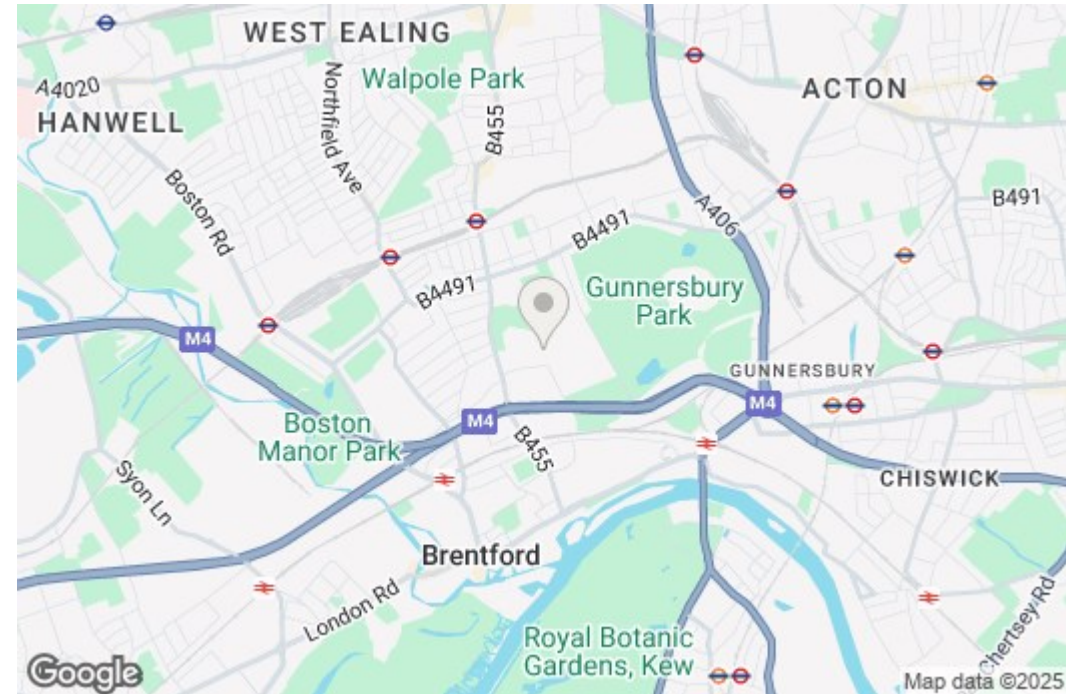 WEST EALING
Walpole Park
ACTON
A4020
HANWELL
Northfield Ave
B455
Boston Rd
A406
B491
B4491
B4491
Gunnersbury
Park
M4
GUNNERSBURY
M4
M4
Boston
Manor Park
B455
CHISWICK
Syon Ln
Brentford
London Rd
Royal Botanic
Gardens, Kew
Chertsey Rd
Google
Map data ©2025